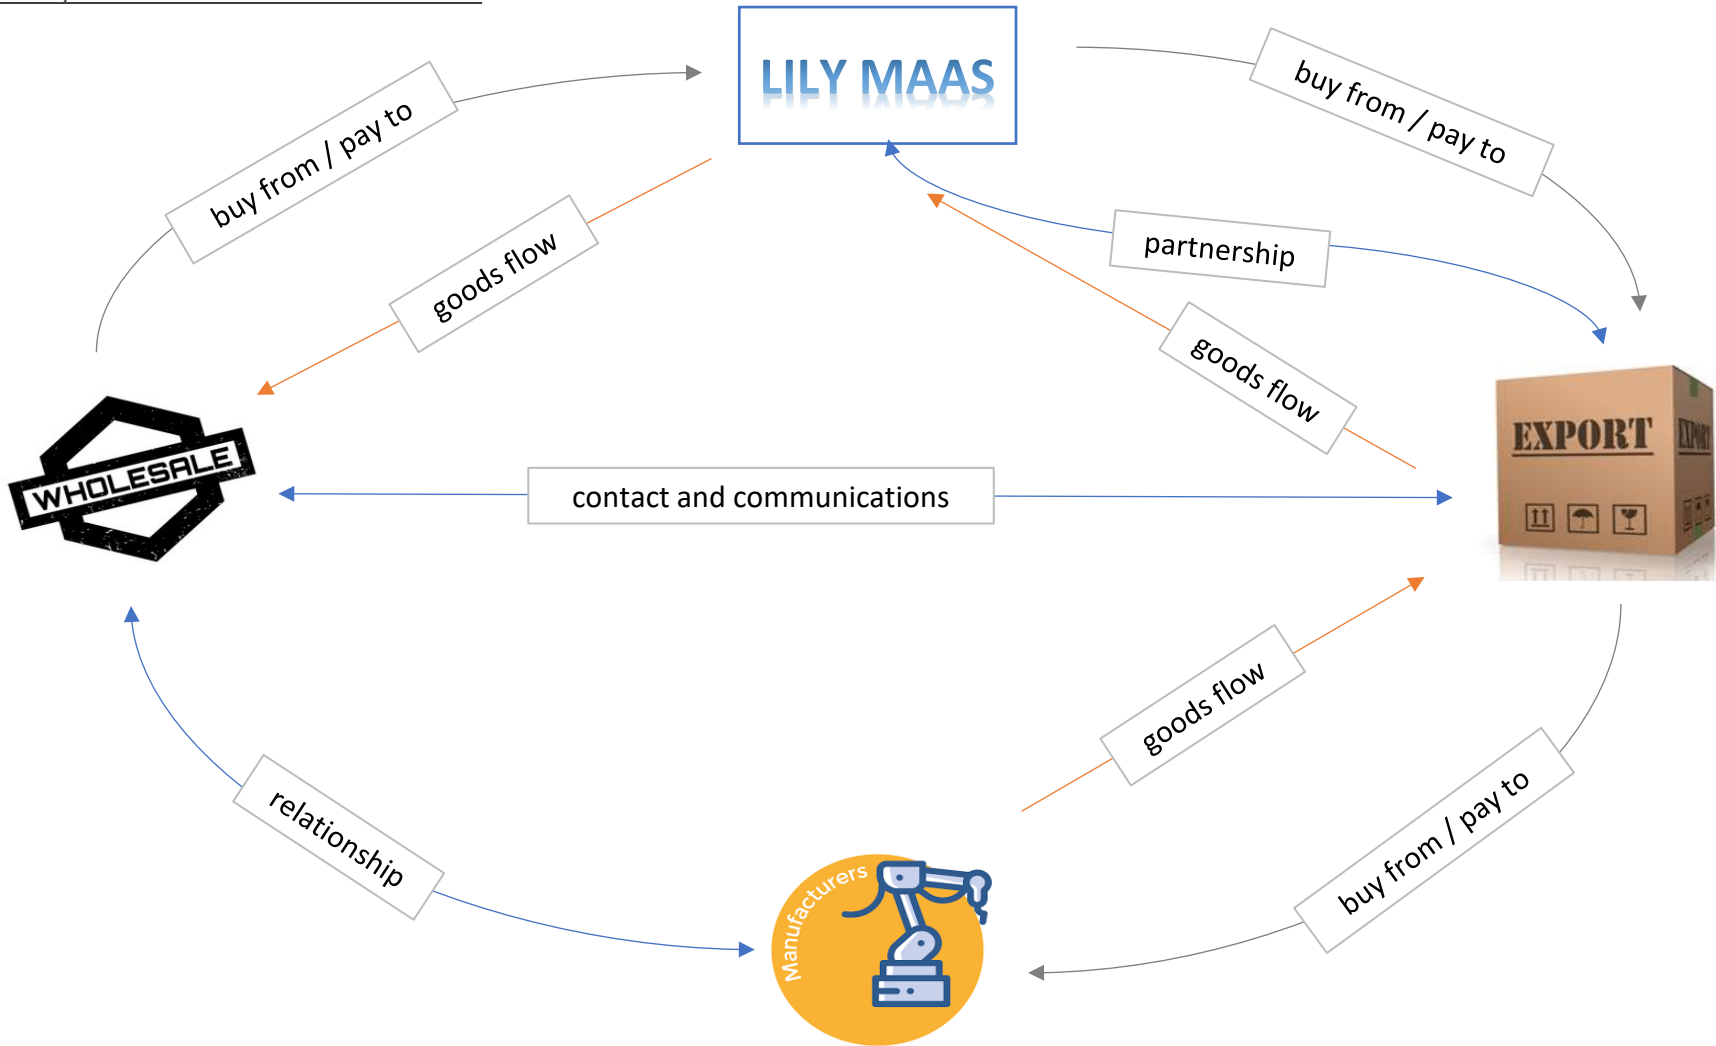 LILY MAAS
buy from / pay to
buy from / pay to
goods flow
partnership
goods flow
WHOLESALE
contact and communications
EXPORT
EXPORT
goods flow
relationship
buy from / pay to
Manufacturers